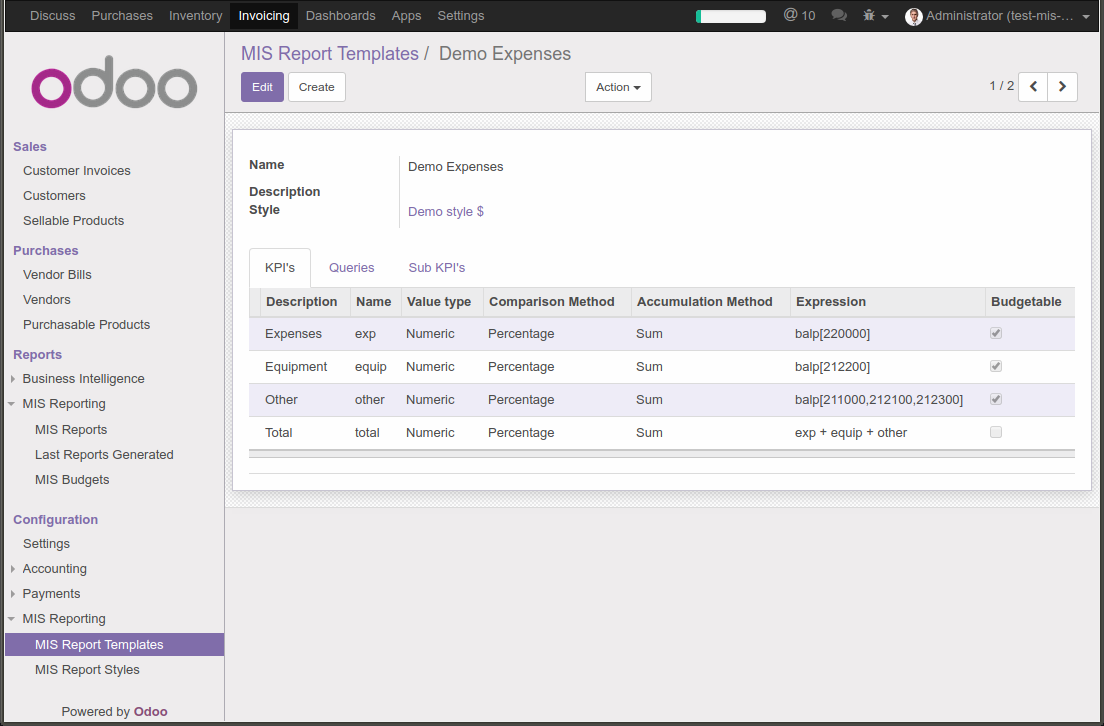 Discuss Purchases Inventory Invoicing Dashboards Apps Settings @ 10 Administrator (test-mis-...
odoo
Sales
Customer Invoices
Customers
Sellable Products
Purchases
Vendor Bills
Vendors
Purchasable Products
Reports
Business Intelligence
MIS Reporting
MIS Reports
Last Reports Generated
MIS Budgets
Configuration
Settings
Accounting
Payments
MIS Reporting
MIS Report Templates
MIS Report Styles
Powered by Odoo
MIS Report Templates / Demo Expenses
Edit Create Action 1 / 2
Name Demo Expenses
Description
Style Demo style $
KPI's Queries Sub KPI's
Description Name Value type Comparison Method Accumulation Method Expression Budgetable
Expenses exp Numeric Percentage Sum balp[220000]
Equipment equip Numeric Percentage Sum balp[212200]
Other other Numeric Percentage Sum balp[211000,212100,212300]
Total total Numeric Percentage Sum exp + equip + other